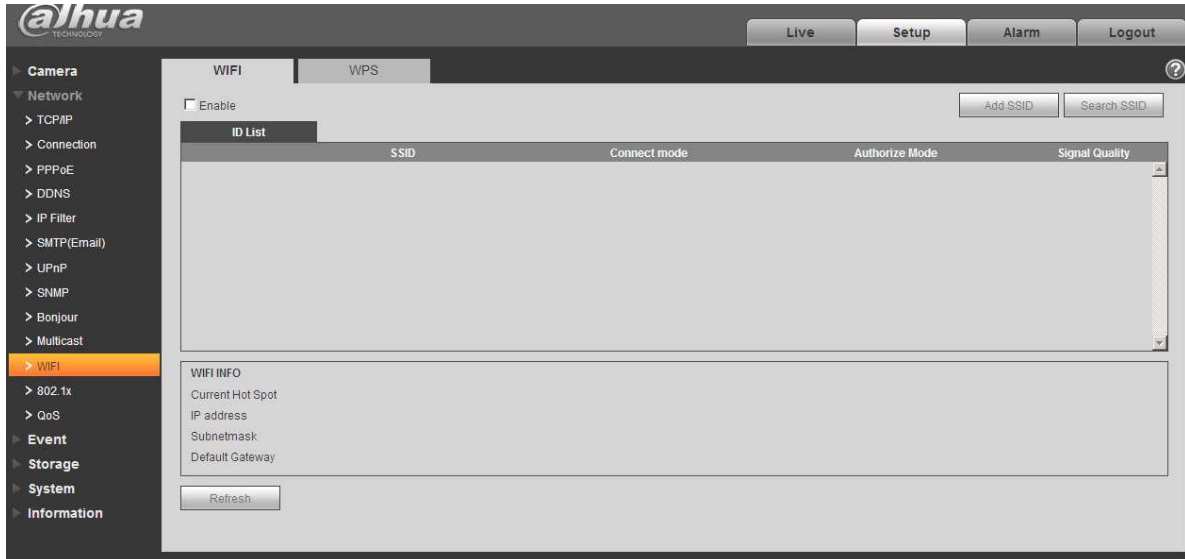 alhua
TECHNOLOGY
Live Setup Alarm Logout
Camera
Network
> TCP/IP
> Connection
> PPPoE
> DDNS
> IP Filter
> SMTP(Email)
> UPnP
> SNMP
> Bonjour
> Multicast
> WIFI
> 802.1x
> QoS
Event
Storage
System
Information
WIFI WPS
?
Enable Add SSID Search SSID
ID List
SSID Connect mode Authorize Mode Signal Quality
WIFI INFO
Current Hot Spot
IP address
Subnetmask
Default Gateway
Refresh